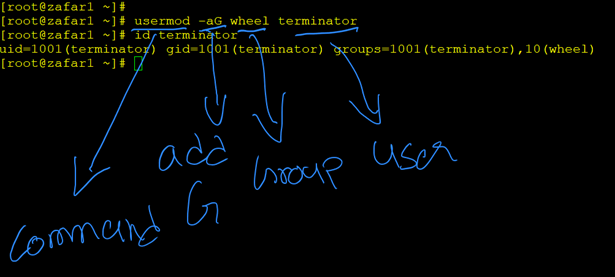 [root@zafar1 ~]#
[root@zafar1 ~]# usermod -aG wheel terminator
[root@zafar1 ~]# id terminator
uid=1001(terminator) gid=1001(terminator) groups=1001(terminator),10(wheel)
[root@zafar1 ~]#
command add G Group user